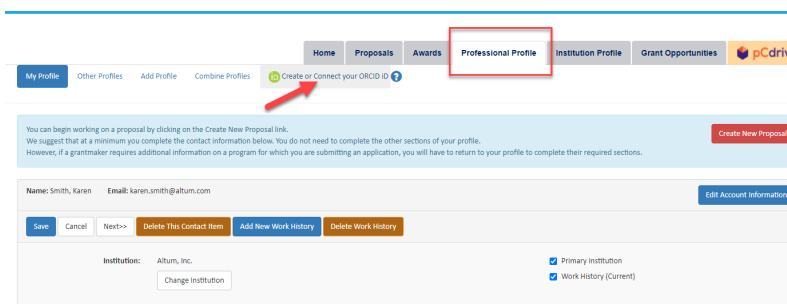 Home Proposals Awards Professional Profile Institution Profile Grant Opportunities pCdriv
My Profile Other Profiles Add Profile Combine Profiles iD Create or Connect your ORCID iD ?
You can begin working on a proposal by clicking on the Create New Proposal link.
We suggest that at a minimum you complete the contact information below. You do not need to complete the other sections of your profile.
However, if a grantmaker requires additional information on a program for which you are submitting an application, you will have to return to your profile to complete their required sections.
Create New Proposal
Name: Smith, Karen Email: karen.smith@altum.com
Edit Account Information
Save Cancel Next>> Delete This Contact Item Add New Work History Delete Work History
Institution: Altum, Inc. Primary Institution
Change Institution Work History (Current)